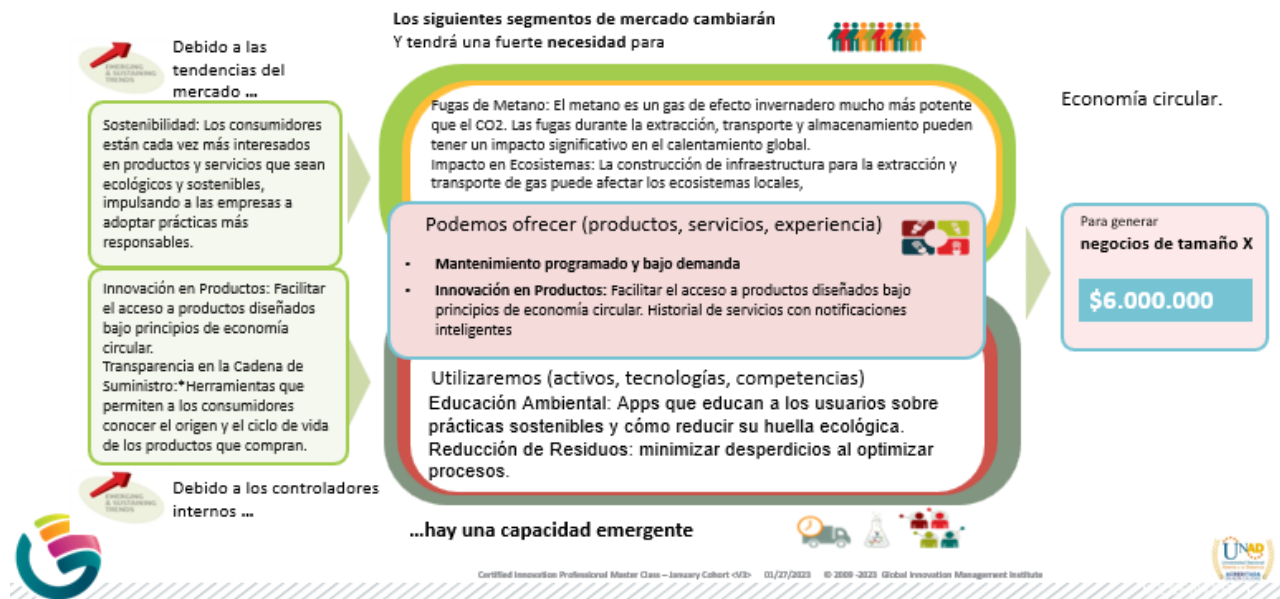 Los siguientes segmentos de mercado cambiarán
Y tendrá una fuerte necesidad para
EMERGING
& SUSTAINING
TRENDS
Debido a las
tendencias del
mercado ...
Sostenibilidad: Los consumidores
están cada vez más interesados
en productos y servicios que sean
ecológicos y sostenibles,
impulsando a las empresas a
adoptar prácticas más
responsables.
Fugas de Metano: El metano es un gas de efecto invernadero mucho más potente
que el CO2. Las fugas durante la extracción, transporte y almacenamiento pueden
tener un impacto significativo en el calentamiento global.
Impacto en Ecosistemas: La construcción de infraestructura para la extracción y
transporte de gas puede afectar los ecosistemas locales,
Economía circular.
Podemos ofrecer (productos, servicios, experiencia)
• Mantenimiento programado y bajo demanda
• Innovación en Productos: Facilitar el acceso a productos diseñados bajo
principios de economía circular. Historial de servicios con notificaciones
inteligentes
Para generar
negocios de tamaño X
$6.000.000
Innovación en Productos: Facilitar
el acceso a productos diseñados
bajo principios de economía
circular.
Transparencia en la Cadena de
Suministro:*Herramientas que
permiten a los consumidores
conocer el origen y el ciclo de vida
de los productos que compran.
Utilizaremos (activos, tecnologías, competencias)
Educación Ambiental: Apps que educan a los usuarios sobre
prácticas sostenibles y cómo reducir su huella ecológica.
Reducción de Residuos: minimizar desperdicios al optimizar
procesos.
EMERGING
& SUSTAINING
TRENDS
Debido a los controladores
internos ...
...hay una capacidad emergente
Certified Innovation Professional Master Class – January Cohort <V3> 01/27/2023 © 2009 -2023 Global Innovation Management Institute
UNAD